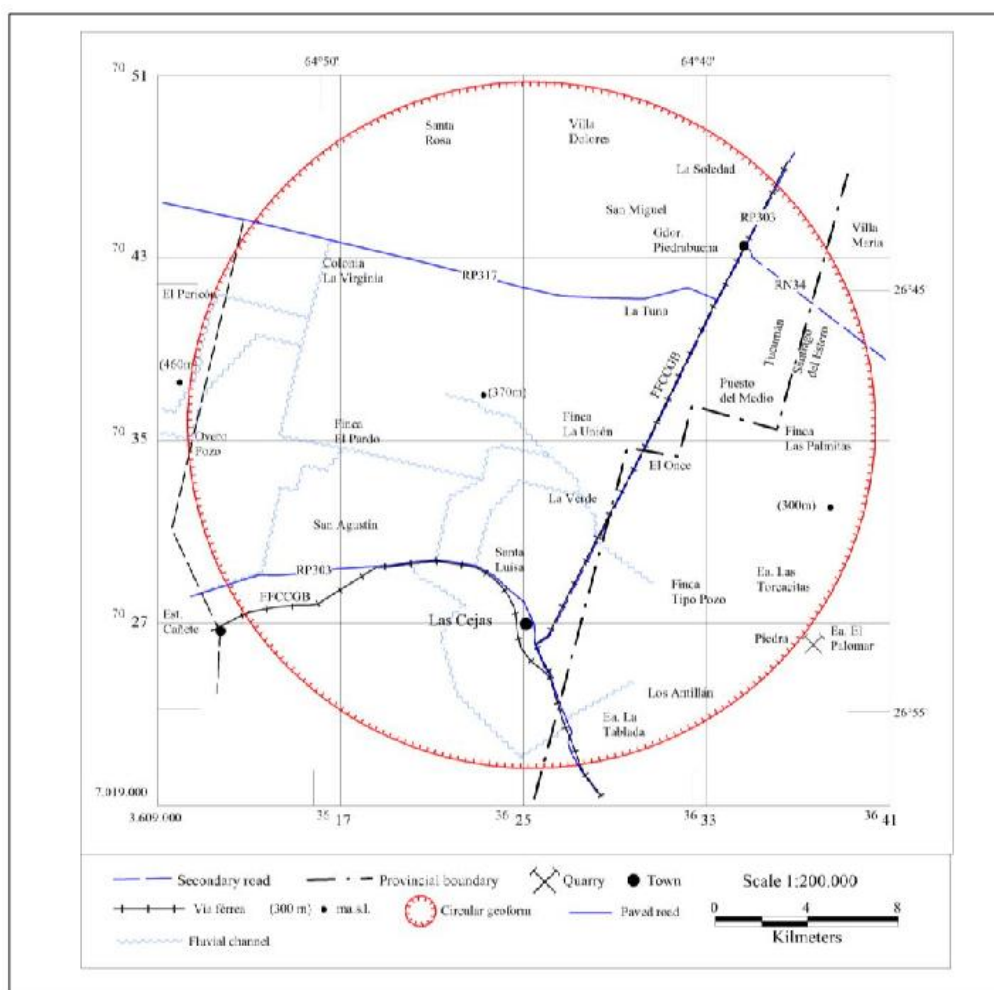 64°50'
64°40'
70 51
Santa
Rosa
Villa
Dolores
La Soledad
San Miguel
RP303
Gdor.
Piedrabuena
Villa
María
70 43
Colonia
La Virginia
RP317
RN34
26°45
El Pericón
La Tuna
Tucumán
Santiago
del Estero
(460m)
(370m)
FFCCGB
Puesto
del Medio
70 35
Overo
Pozo
Finca
El Pardo
Finca
La Unión
Finca
Las Palmitas
El Once
La Verde
(300m)
San Agustín
Santa
Luisa
RP303
FFCCGB
Finca
Tipo Pozo
Ea. Las
Torcacitas
70 27
Est.
Cañete
Las Cejas
Piedra
Ea. El
Palomar
Los Antillan
26°55
Ea. La
Tablada
7.019.000
3.609.000
36 17
36 25
36 33
36 41
Secondary road
Provincial boundary
Quarry
Town
Scale 1:200.000
Via férrea
(300 m)
ma s.l.
Circular geoform
Paved road
0 4 8
Kilmeters
Fluvial channel